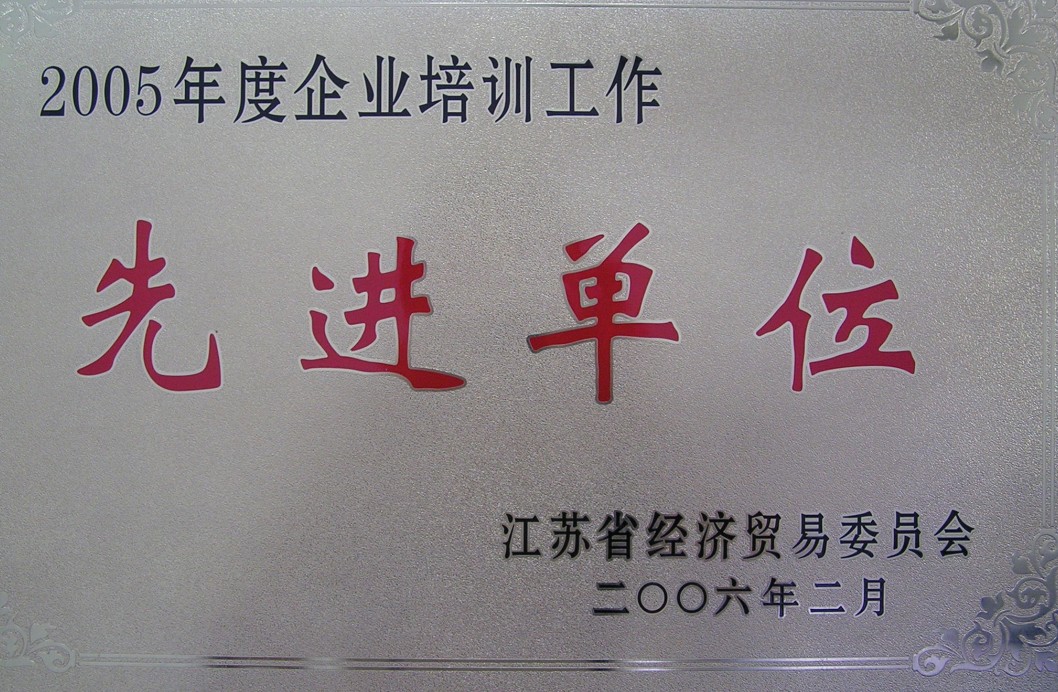 2005年度企业培训工作
先进单位
江苏省经济贸易委员会
二〇〇六年二月